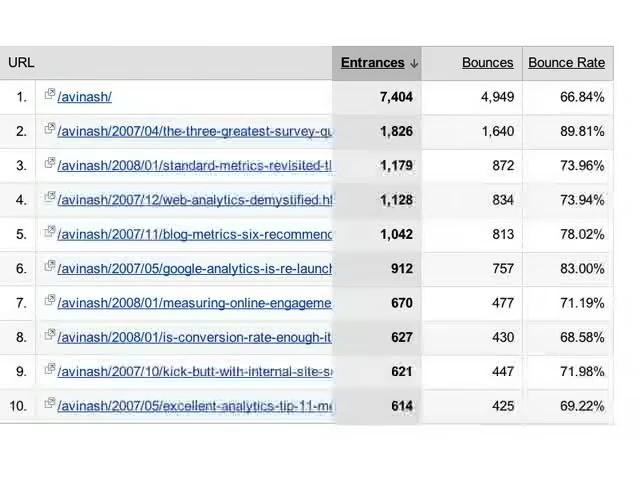 URL Entrances ↓ Bounces Bounce Rate
1. /avinash/ 7,404 4,949 66.84%
2. /avinash/2007/04/the-three-greatest-survey-qu 1,826 1,640 89.81%
3. /avinash/2008/01/standard-metrics-revisited- 1,179 872 73.96%
4. /avinash/2007/12/web-analytics-demystified.h 1,128 834 73.94%
5. /avinash/2007/11/blog-metrics-six-recommend 1,042 813 78.02%
6. /avinash/2007/05/google-analytics-is-re-launch 912 757 83.00%
7. /avinash/2008/01/measuring-online-engageme 670 477 71.19%
8. /avinash/2008/01/is-conversion-rate-enough-it 627 430 68.58%
9. /avinash/2007/10/kick-butt-with-internal-site-s 621 447 71.98%
10. /avinash/2007/05/excellent-analytics-tip-11-m 614 425 69.22%